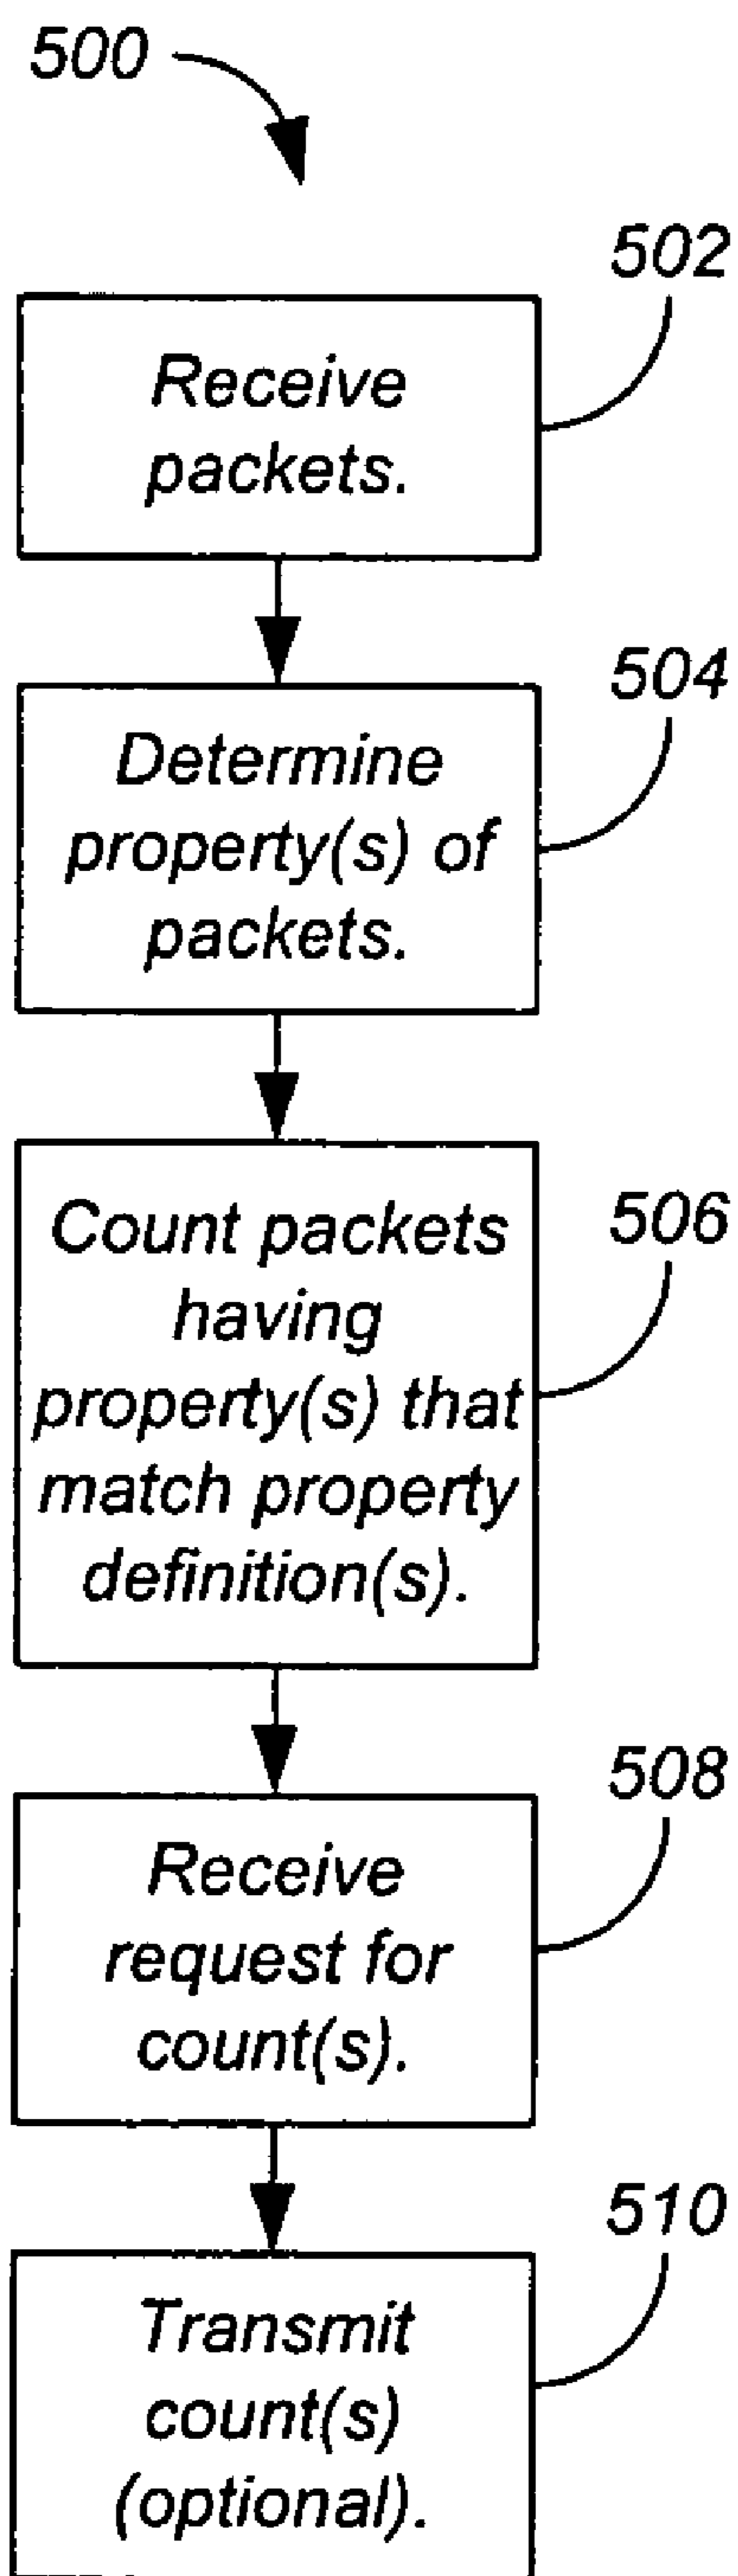 500
502
Receive
packets.
504
Determine
property(s) of
packets.
506
Count packets
having
property(s) that
match property
definition(s).
508
Receive
request for
count(s).
510
Transmit
count(s)
(optional).